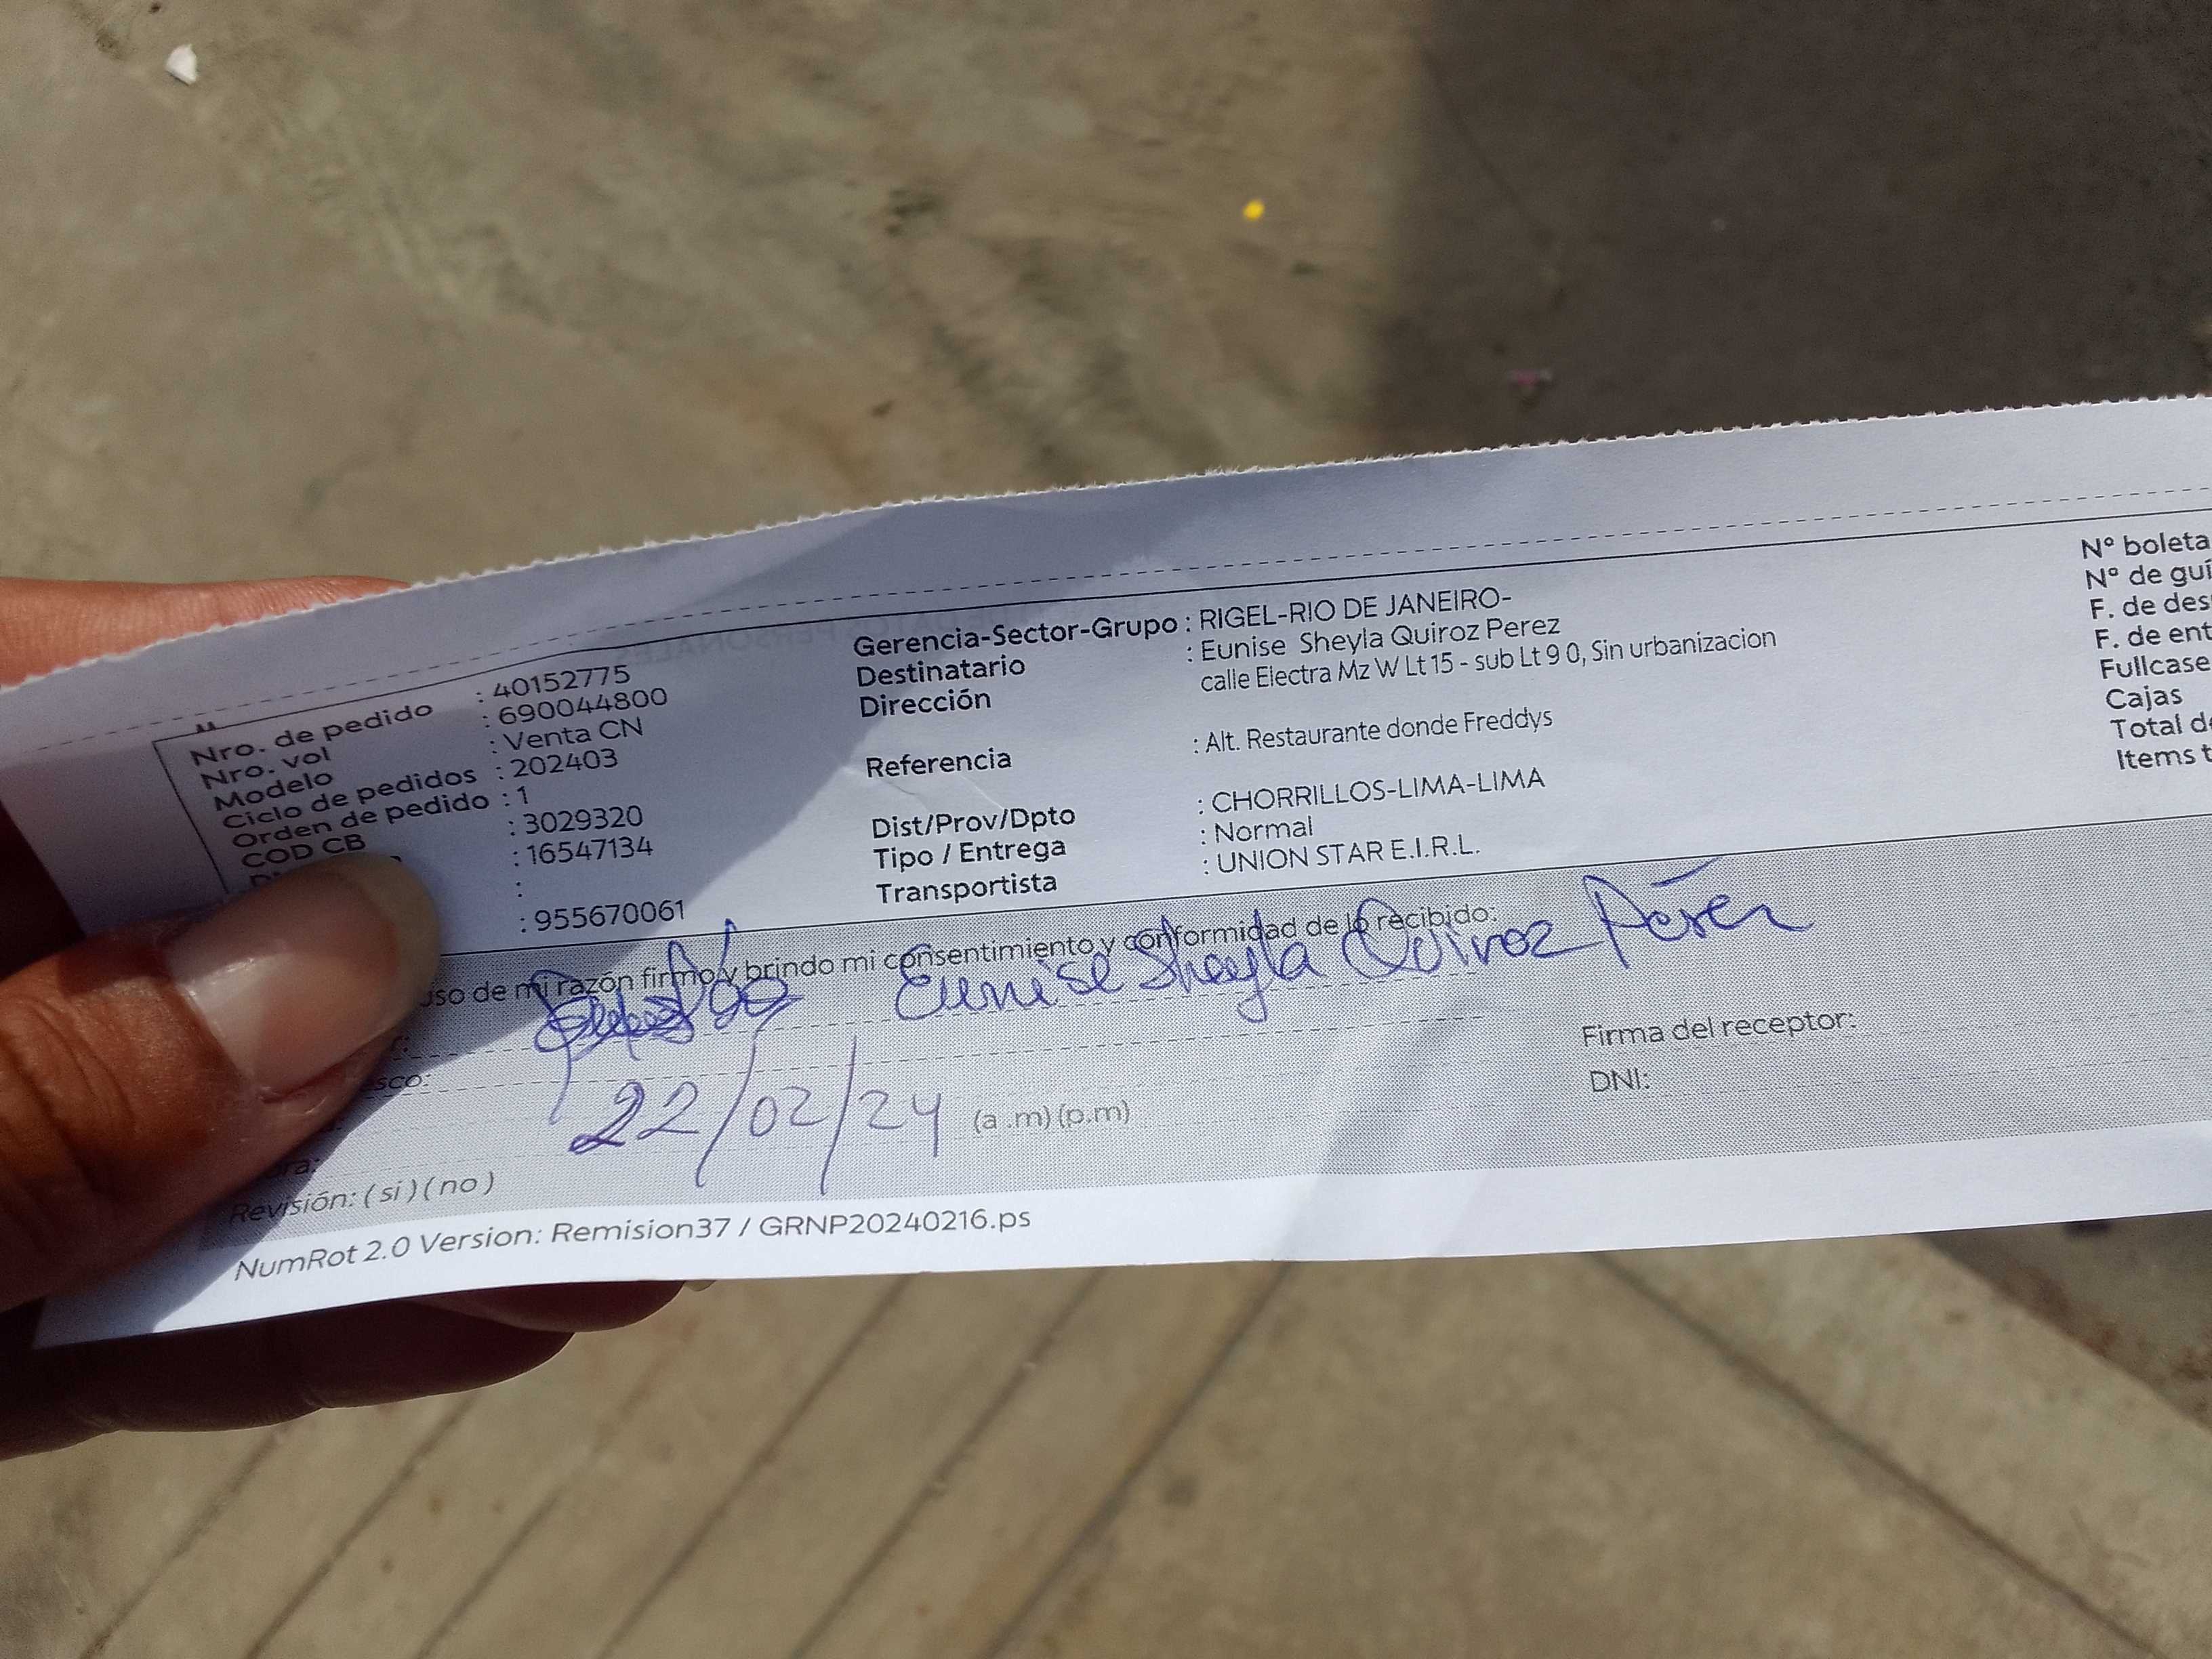 Nro. de pedido : 40152775
Nro. vol : 690044800
Modelo : Venta CN
Ciclo de pedidos : 202403
Orden de pedido : 1
COD CB : 3029320
: 16547134
:
: 955670061
Gerencia-Sector-Grupo : RIGEL-RIO DE JANEIRO-
Destinatario : Eunise Sheyla Quiroz Perez
Dirección calle Electra Mz W Lt 15 - sub Lt 9 0, Sin urbanizacion
Referencia : Alt. Restaurante donde Freddys
Dist/Prov/Dpto : CHORRILLOS-LIMA-LIMA
Tipo / Entrega : Normal
Transportista : UNION STAR E.I.R.L.
Nº boleta
Nº de guí
F. de des
F. de ent
Fullcase
Cajas
Total de
Items t
uso de mi razón firmo y brindo mi consentimiento y conformidad de lo recibido:
Eunise Sheyla Quiroz Pérez
22/02/24 (a .m) (p.m)
Firma del receptor:
DNI:
Revisión: ( si ) ( no )
NumRot 2.0 Version: Remision37 / GRNP20240216.ps